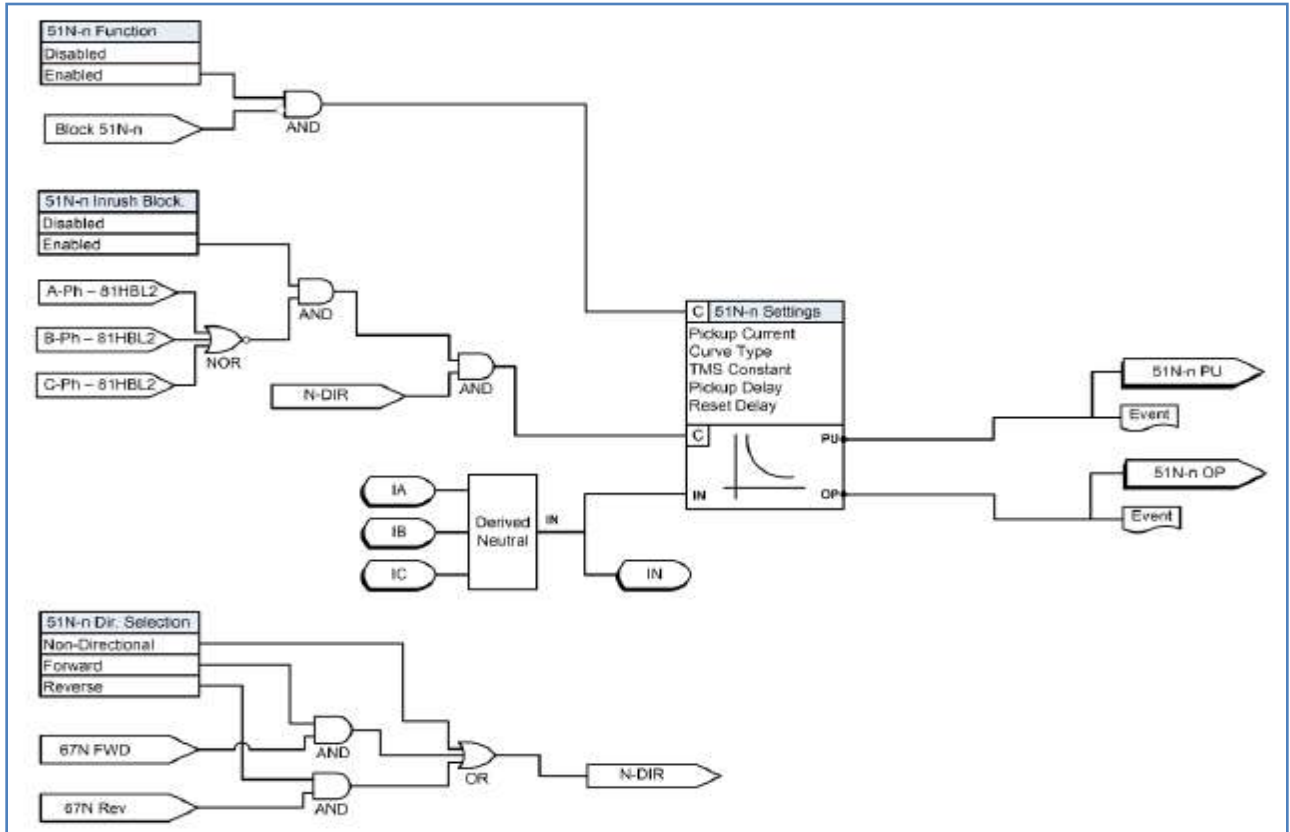 51N-n Function
Disabled
Enabled
Block 51N-n
AND
51N-n Inrush Block.
Disabled
Enabled
A-Ph – 81HBL2
B-Ph – 81HBL2
C-Ph – 81HBL2
NOR
AND
N-DIR
AND
C 51N-n Settings
Pickup Current
Curve Type
TMS Constant
Pickup Delay
Reset Delay
C
PU
IN
OP
51N-n PU
Event
51N-n OP
Event
IA
IB
IC
Derived
Neutral
IN
IN
51N-n Dir. Selection
Non-Directional
Forward
Reverse
67N FWD
67N Rev
AND
AND
OR
N-DIR